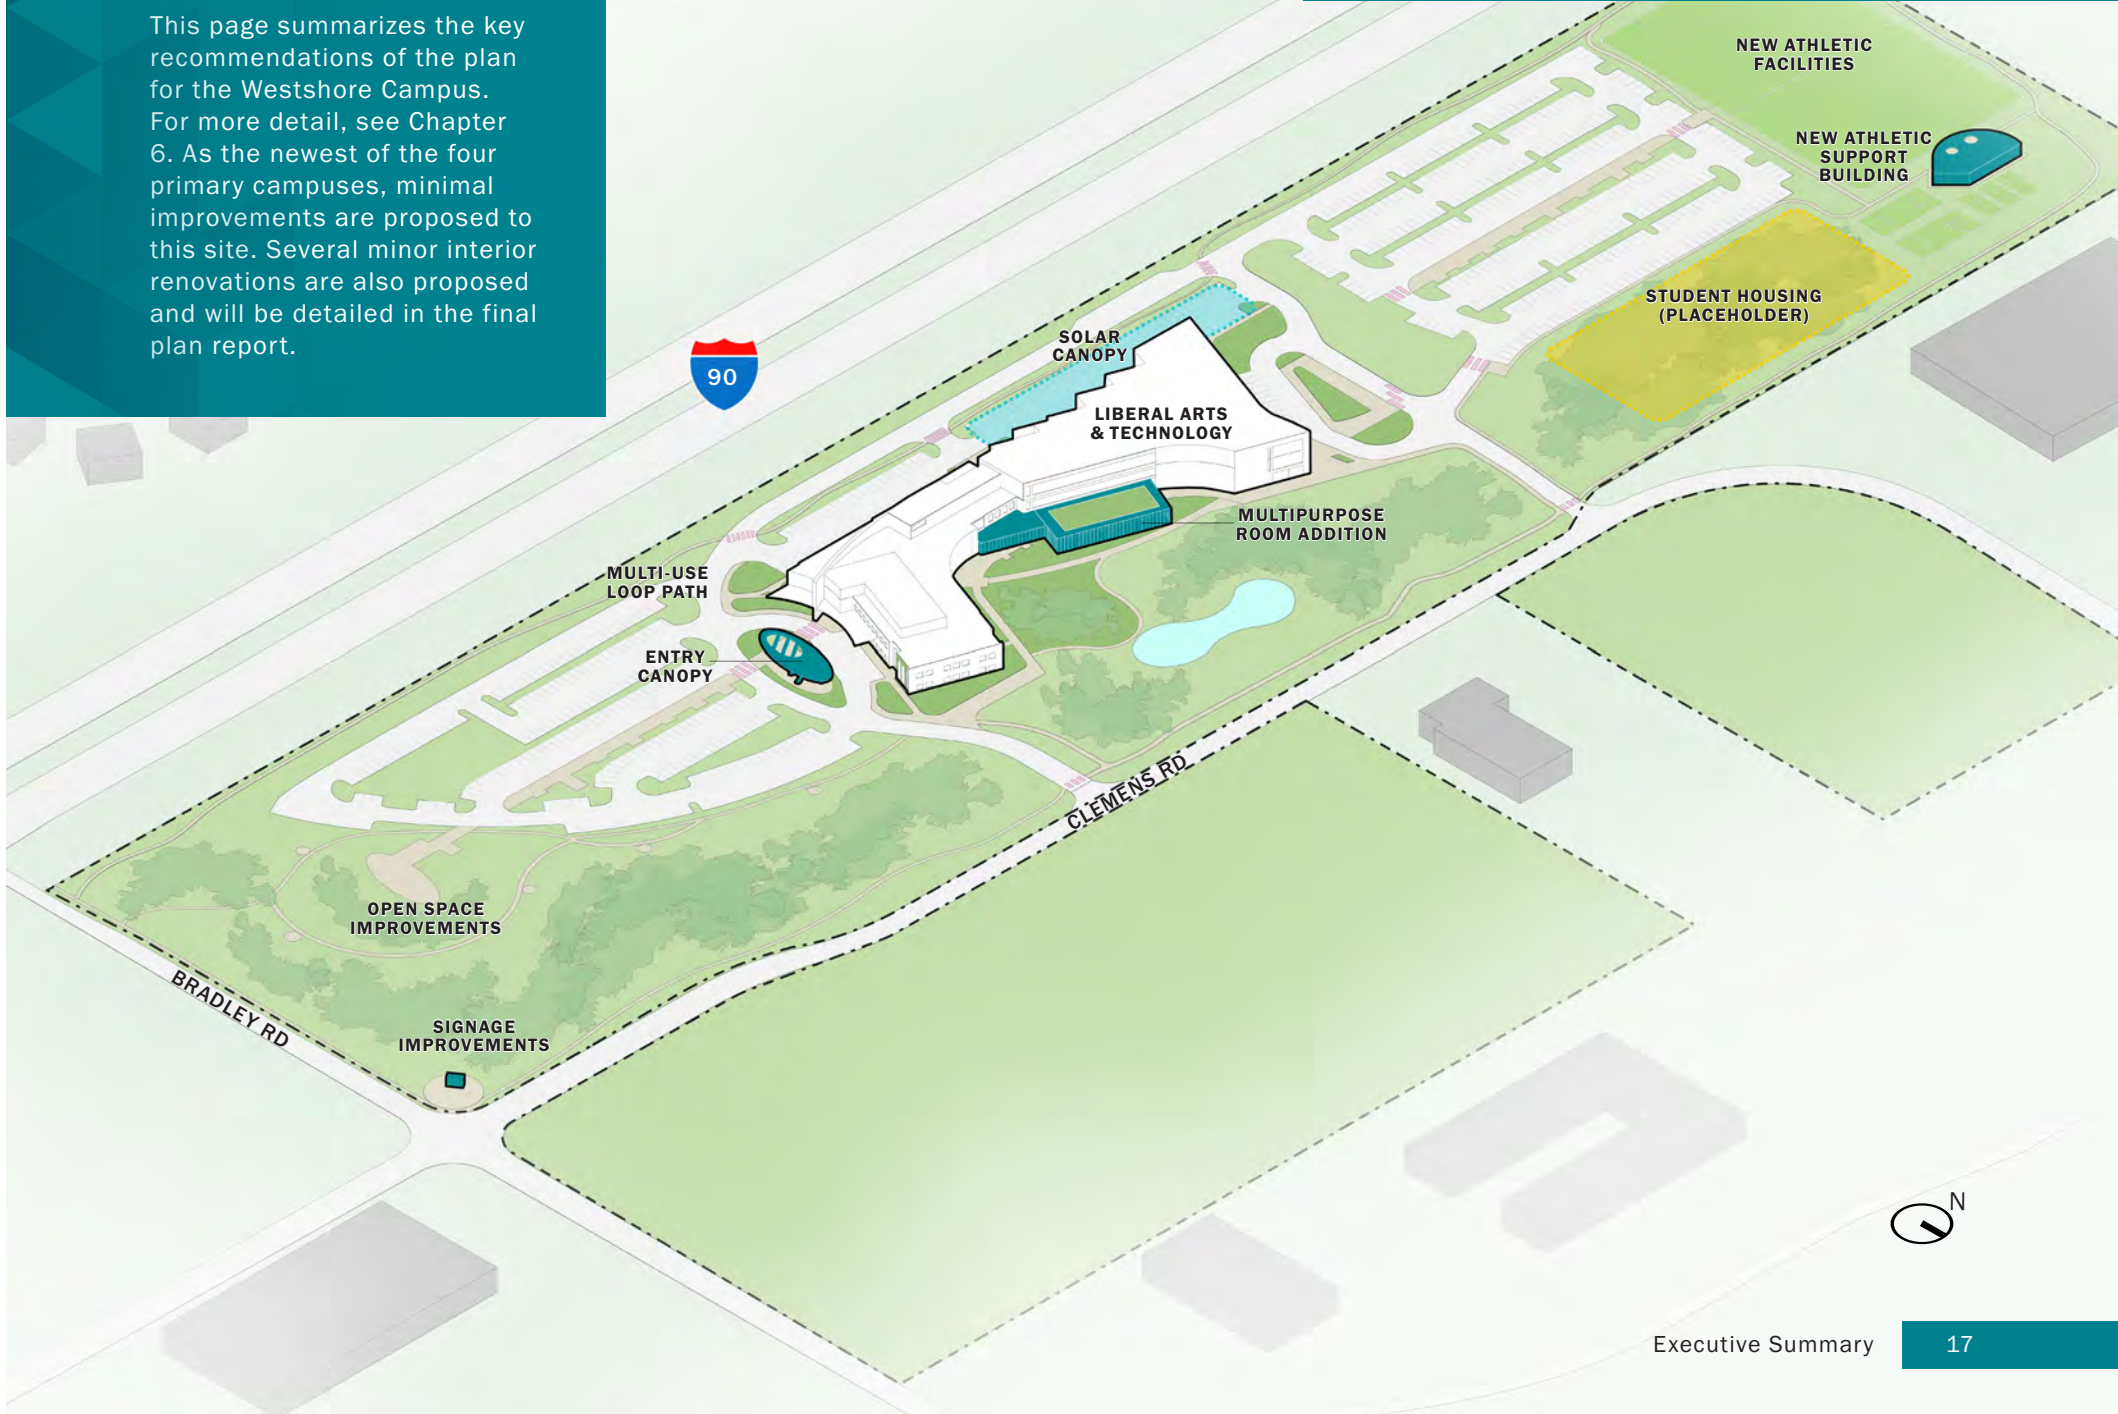 This page summarizes the key
recommendations of the plan
for the Westshore Campus.
For more detail, see Chapter
6. As the newest of the four
primary campuses, minimal
improvements are proposed to
this site. Several minor interior
renovations are also proposed
and will be detailed in the final
plan report.
NEW ATHLETIC
FACILITIES
NEW ATHLETIC
SUPPORT
BUILDING
STUDENT HOUSING
(PLACEHOLDER)
SOLAR
CANOPY
90
LIBERAL ARTS
& TECHNOLOGY
MULTIPURPOSE
ROOM ADDITION
MULTI-USE
LOOP PATH
ENTRY
CANOPY
CLEMENS RD
OPEN SPACE
IMPROVEMENTS
BRADLEY RD
SIGNAGE
IMPROVEMENTS
N
Executive Summary 17